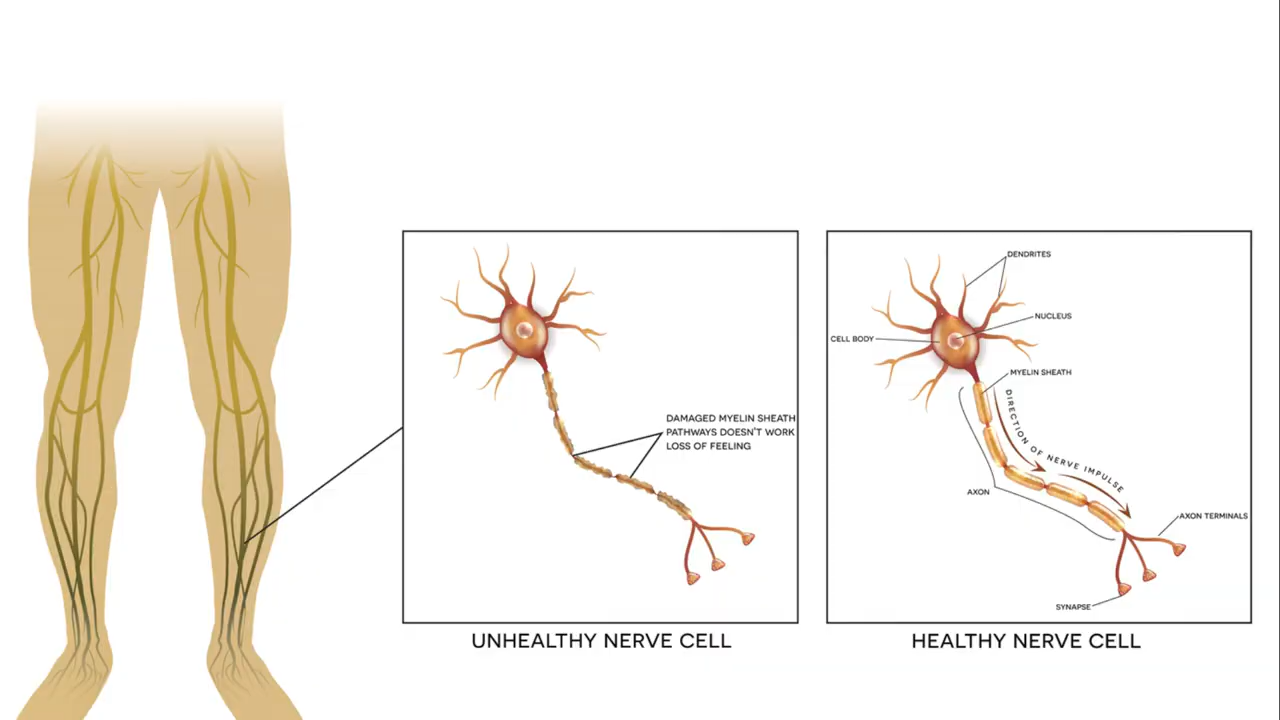 DAMAGED MYELIN SHEATH
PATHWAYS DOESN'T WORK
LOSS OF FEELING
UNHEALTHY NERVE CELL
DENDRITES
NUCLEUS
CELL BODY
MYELIN SHEATH
DIRECTION OF NERVE IMPULSE
AXON
AXON TERMINALS
SYNAPSE
HEALTHY NERVE CELL